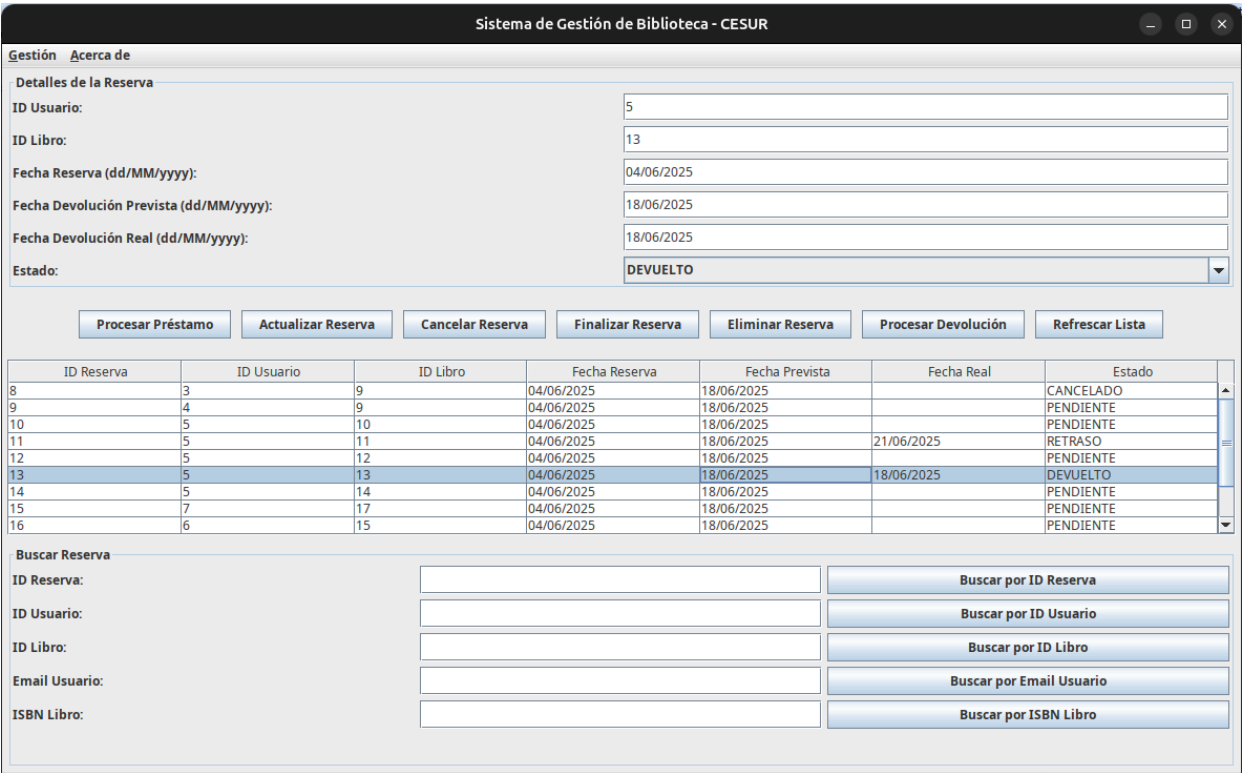 Sistema de Gestión de Biblioteca - CESUR
Gestión Acerca de
Detalles de la Reserva
ID Usuario: 5
ID Libro: 13
Fecha Reserva (dd/MM/yyyy): 04/06/2025
Fecha Devolución Prevista (dd/MM/yyyy): 18/06/2025
Fecha Devolución Real (dd/MM/yyyy): 18/06/2025
Estado: DEVUELTO
Procesar Préstamo Actualizar Reserva Cancelar Reserva Finalizar Reserva Eliminar Reserva Procesar Devolución Refrescar Lista
ID Reserva ID Usuario ID Libro Fecha Reserva Fecha Prevista Fecha Real Estado
8 3 9 04/06/2025 18/06/2025 CANCELADO
9 4 9 04/06/2025 18/06/2025 PENDIENTE
10 5 10 04/06/2025 18/06/2025 PENDIENTE
11 5 11 04/06/2025 18/06/2025 21/06/2025 RETRASO
12 5 12 04/06/2025 18/06/2025 PENDIENTE
13 5 13 04/06/2025 18/06/2025 18/06/2025 DEVUELTO
14 5 14 04/06/2025 18/06/2025 PENDIENTE
15 7 17 04/06/2025 18/06/2025 PENDIENTE
16 6 15 04/06/2025 18/06/2025 PENDIENTE
Buscar Reserva
ID Reserva: Buscar por ID Reserva
ID Usuario: Buscar por ID Usuario
ID Libro: Buscar por ID Libro
Email Usuario: Buscar por Email Usuario
ISBN Libro: Buscar por ISBN Libro